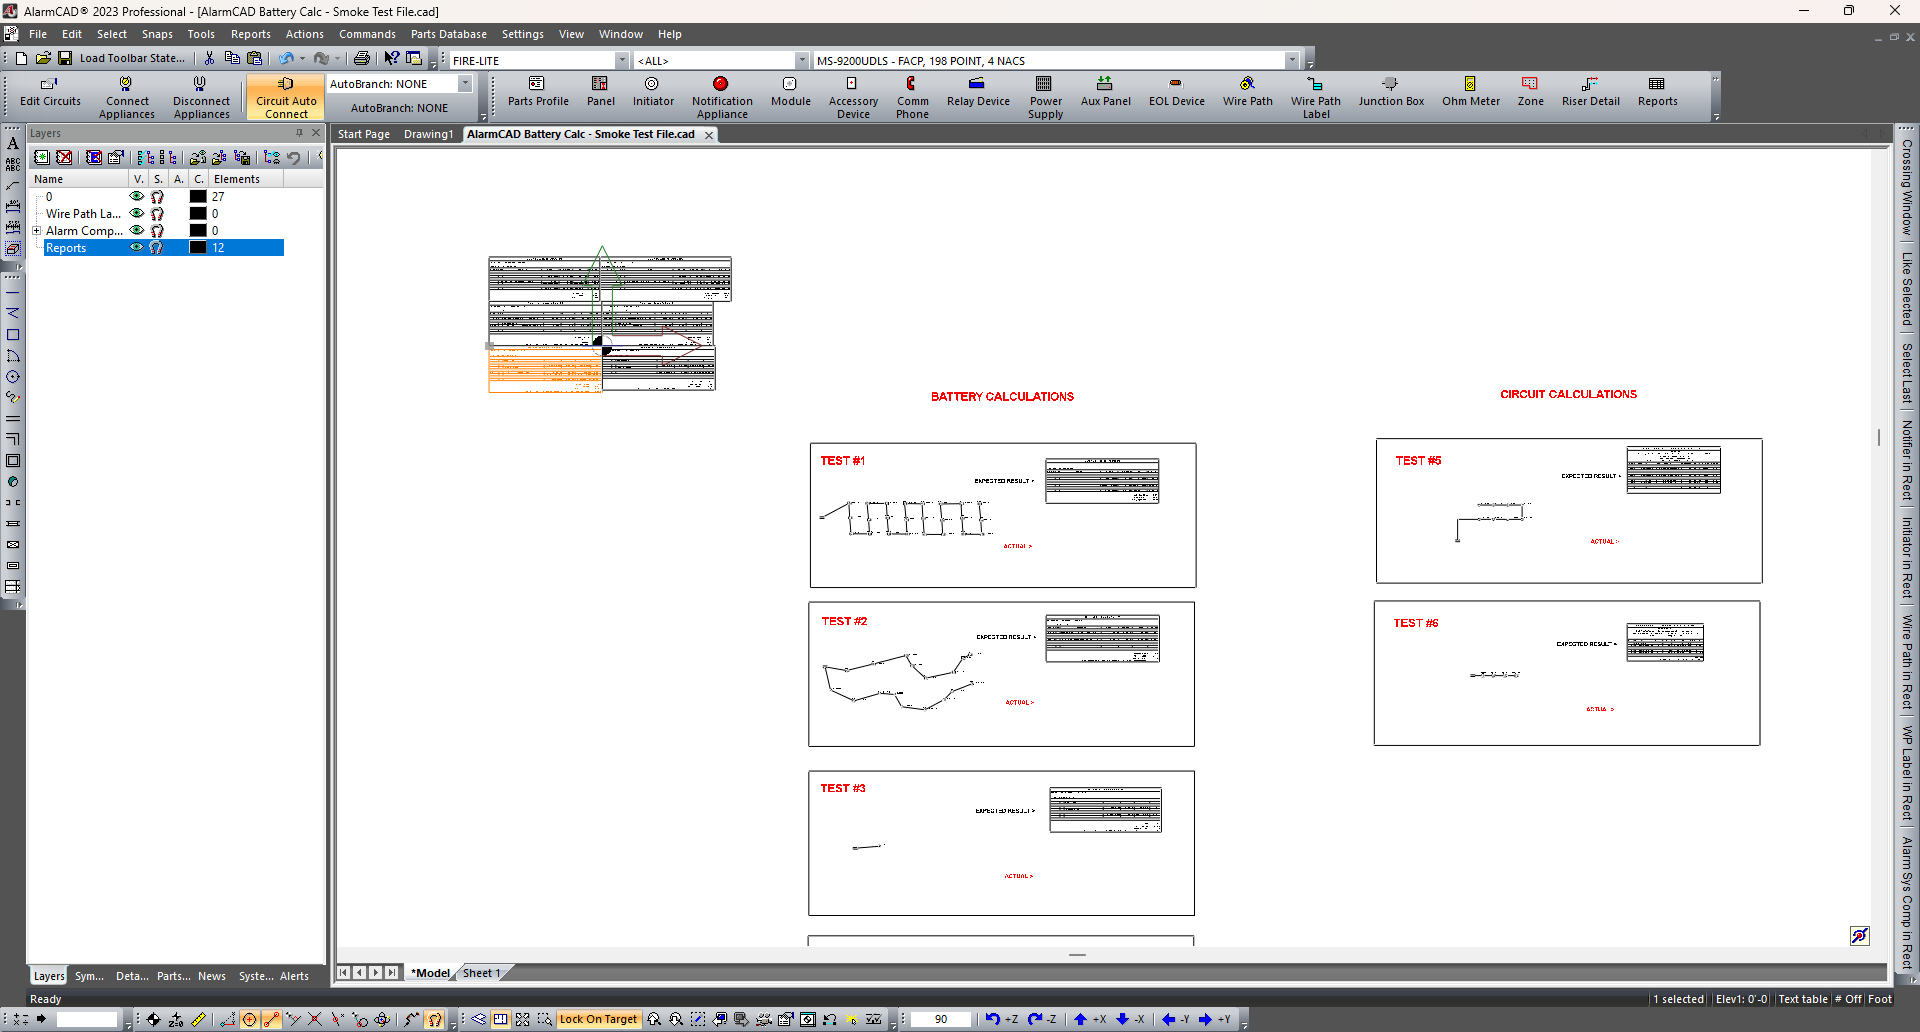 AlarmCAD® 2023 Professional - [AlarmCAD Battery Calc - Smoke Test File.cad]
File Edit Select Snaps Tools Reports Actions Commands Parts Database Settings View Window Help
Load Toolbar State... FIRE-LITE <ALL> MS-9200UDLS - FACP, 198 POINT, 4 NACS
Edit Circuits
Connect Appliances
Disconnect Appliances
Circuit Auto Connect
AutoBranch: NONE
AutoBranch: NONE
Parts Profile
Panel
Initiator
Notification Appliance
Module
Accessory Device
Comm Phone
Relay Device
Power Supply
Aux Panel
EOL Device
Wire Path
Wire Path Label
Junction Box
Ohm Meter
Zone
Riser Detail
Reports
Layers
Start Page Drawing1 AlarmCAD Battery Calc - Smoke Test File.cad
Name V. S. A. C. Elements
0 27
Wire Path La... 0
Alarm Comp... 0
Reports 12
BATTERY CALCULATIONS
CIRCUIT CALCULATIONS
TEST #1
EXPECTED RESULT >
ACTUAL >
TEST #2
EXPECTED RESULT >
ACTUAL >
TEST #3
EXPECTED RESULT >
ACTUAL >
TEST #5
EXPECTED RESULT >
ACTUAL >
TEST #6
EXPECTED RESULT >
ACTUAL >
Crossing Window
Like Selected
Select Last
Notifier in Rect
Initiator in Rect
Wire Path in Rect
WP Label in Rect
Alarm Sys Comp in Rect
Layers Sym... Deta... Parts... News Syste... Alerts
*Model Sheet 1
Ready
1 selected Elev1: 0'-0 Text table # Off Foot
Lock On Target 90 +Z -Z +X -X -Y +Y